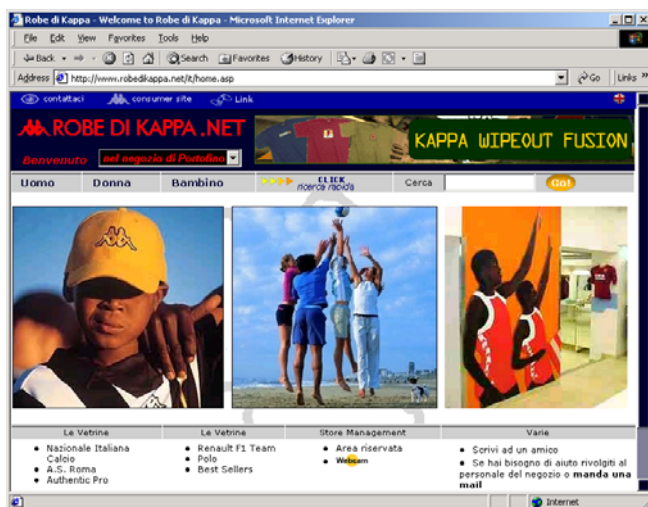 Robe di Kappa - Welcome to Robe di Kappa - Microsoft Internet Explorer
File Edit View Favorites Tools Help
Back Search Favorites History
Address http://www.robedikappa.net/it/home.asp Go Links »
contattaci consumer site Link
ROBE DI KAPPA .NET
KAPPA WIPEOUT FUSION
Benvenuto nel negozio di Portofino
Uomo Donna Bambino CLICK ricerca rapida Cerca Go!
Le Vetrine Le Vetrine Store Management Varie
• Nazionale Italiana Calcio
• A.S. Roma
• Authentic Pro
• Renault F1 Team
• Polo
• Best Sellers
• Area riservata
• Webcam
• Scrivi ad un amico
• Se hai bisogno di aiuto rivolgiti al
personale del negozio o manda una
mail
Internet